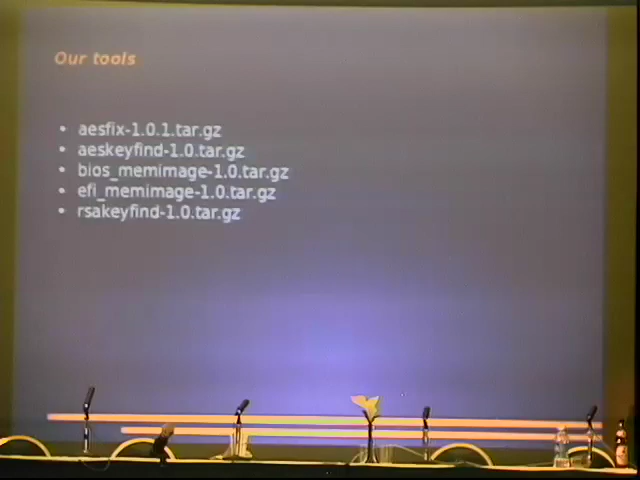 Our tools
• aesfix-1.0.1.tar.gz
• aeskeyfind-1.0.tar.gz
• bios_memimage-1.0.tar.gz
• efi_memimage-1.0.tar.gz
• rsakeyfind-1.0.tar.gz